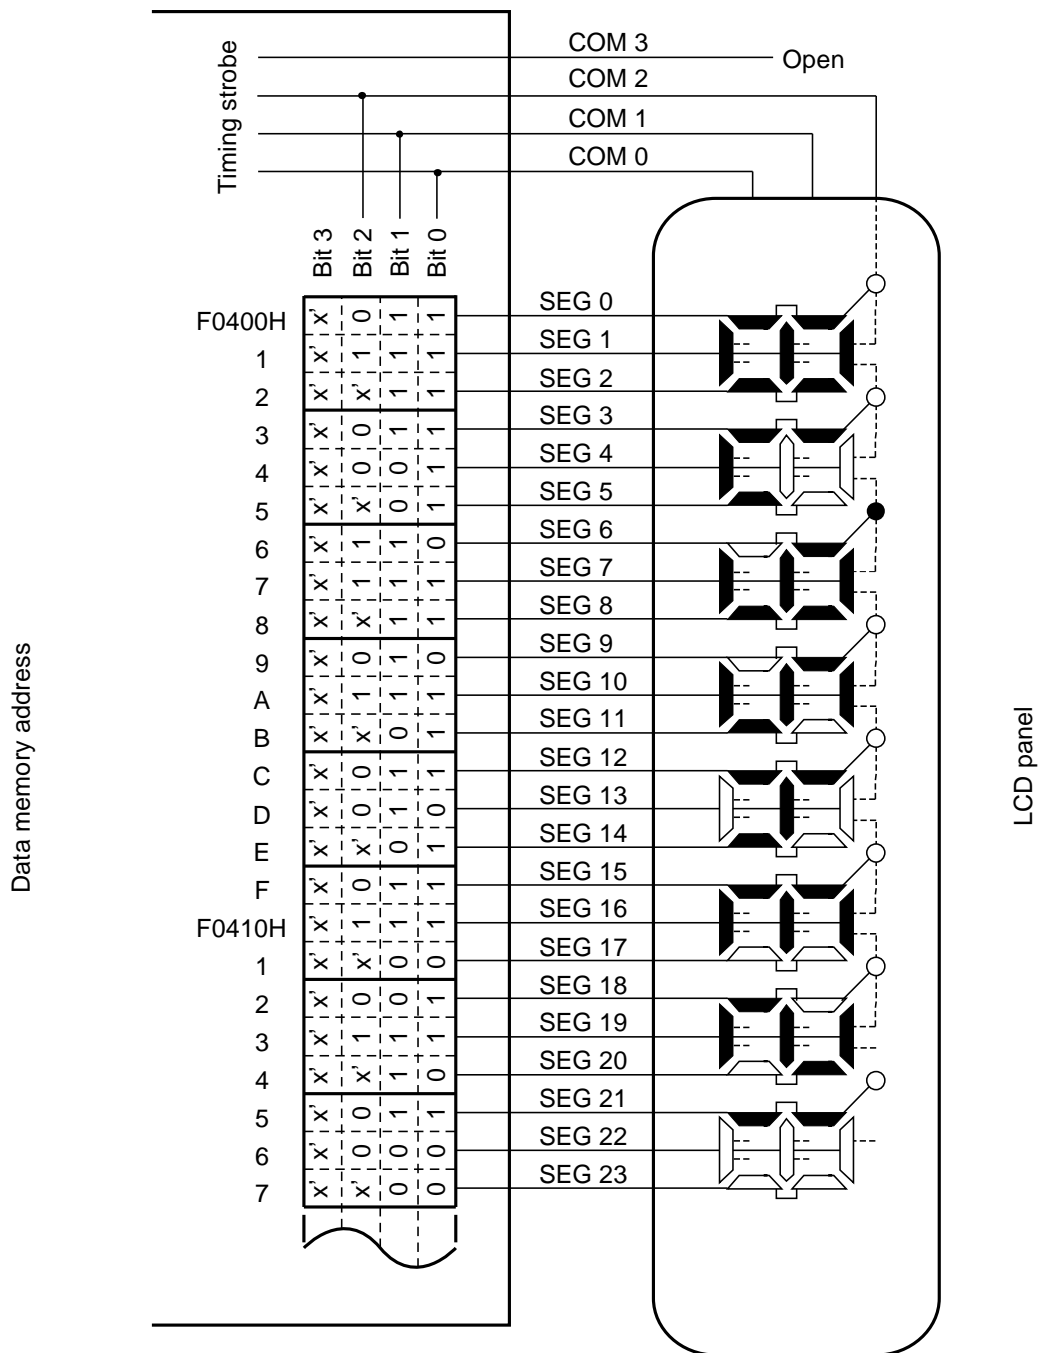 COM 3
Open
COM 2
COM 1
COM 0
Timing strobe
Bit 3 Bit 2 Bit 1 Bit 0
F0400H x' 0 1 1 SEG 0
1 x' 1 1 1 SEG 1
2 x' x' 1 1 SEG 2
3 x' 0 1 1 SEG 3
4 x' 0 0 1 SEG 4
5 x' x' 0 1 SEG 5
6 x' 1 1 0 SEG 6
7 x' 1 1 1 SEG 7
8 x' x' 1 1 SEG 8
9 x' 0 1 0 SEG 9
A x' 1 1 1 SEG 10
B x' x' 0 1 SEG 11
C x' 0 1 1 SEG 12
D x' 0 1 0 SEG 13
E x' x' 0 1 SEG 14
F x' 0 1 1 SEG 15
F0410H x' 1 1 1 SEG 16
1 x' x' 0 0 SEG 17
2 x' 0 0 1 SEG 18
3 x' 1 1 1 SEG 19
4 x' x' 1 0 SEG 20
5 x' 0 1 1 SEG 21
6 x' 0 0 0 SEG 22
7 x' x' 0 0 SEG 23
Data memory address
LCD panel